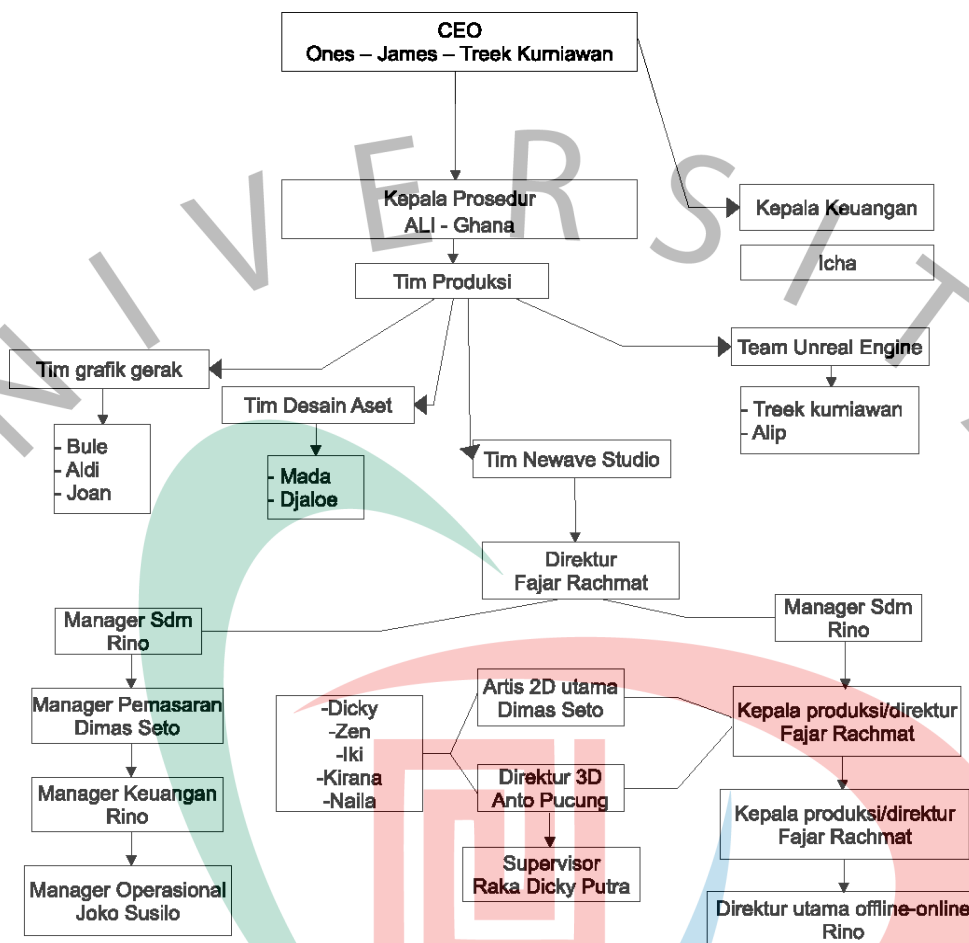 CEO
Ones – James – Treek Kurniawan
Kepala Prosedur
ALI - Ghana
Kepala Keuangan
Icha
Tim Produksi
UNIVERSITA
Tim grafik gerak
- Bule
- Aldi
- Joan
Tim Desain Aset
- Mada
- Djaloe
Tim Newave Studio
Team Unreal Engine
- Treek kurniawan
- Alip
Direktur
Fajar Rachmat
Manager Sdm
Rino
Manager Pemasaran
Dimas Seto
Manager Keuangan
Rino
Manager Operasional
Joko Susilo
-Dicky
-Zen
-Iki
-Kirana
-Naila
Artis 2D utama
Dimas Seto
Direktur 3D
Anto Pucung
Supervisor
Raka Dicky Putra
Manager Sdm
Rino
Kepala produksi/direktur
Fajar Rachmat
Kepala produksi/direktur
Fajar Rachmat
Direktur utama offline-online
Rino